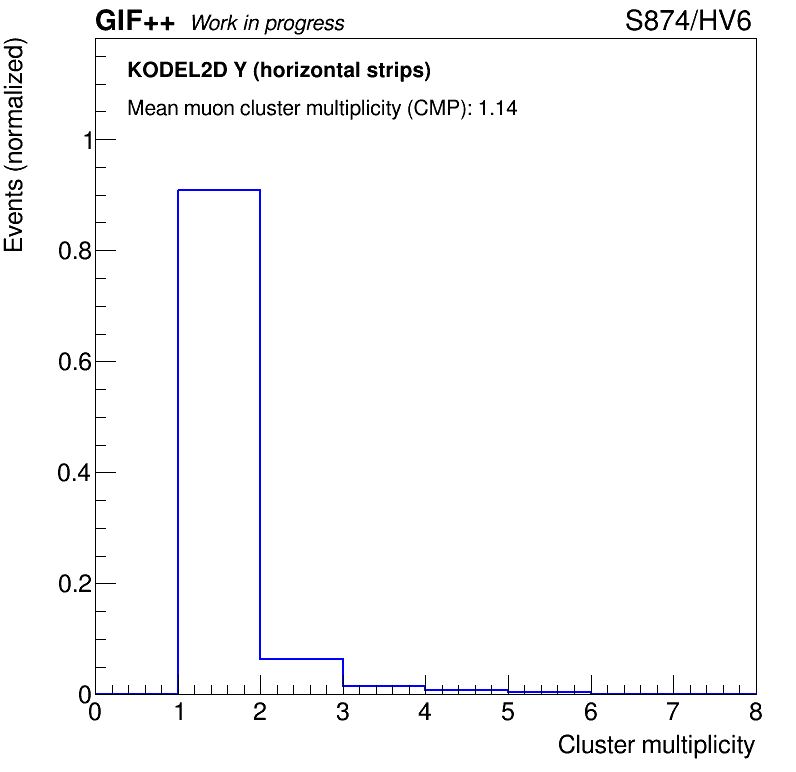 GIF++ Work in progress S874/HV6
KODEL2D Y (horizontal strips)
Mean muon cluster multiplicity (CMP): 1.14
Events (normalized)
1
0.8
0.6
0.4
0.2
0
0 1 2 3 4 5 6 7 8
Cluster multiplicity